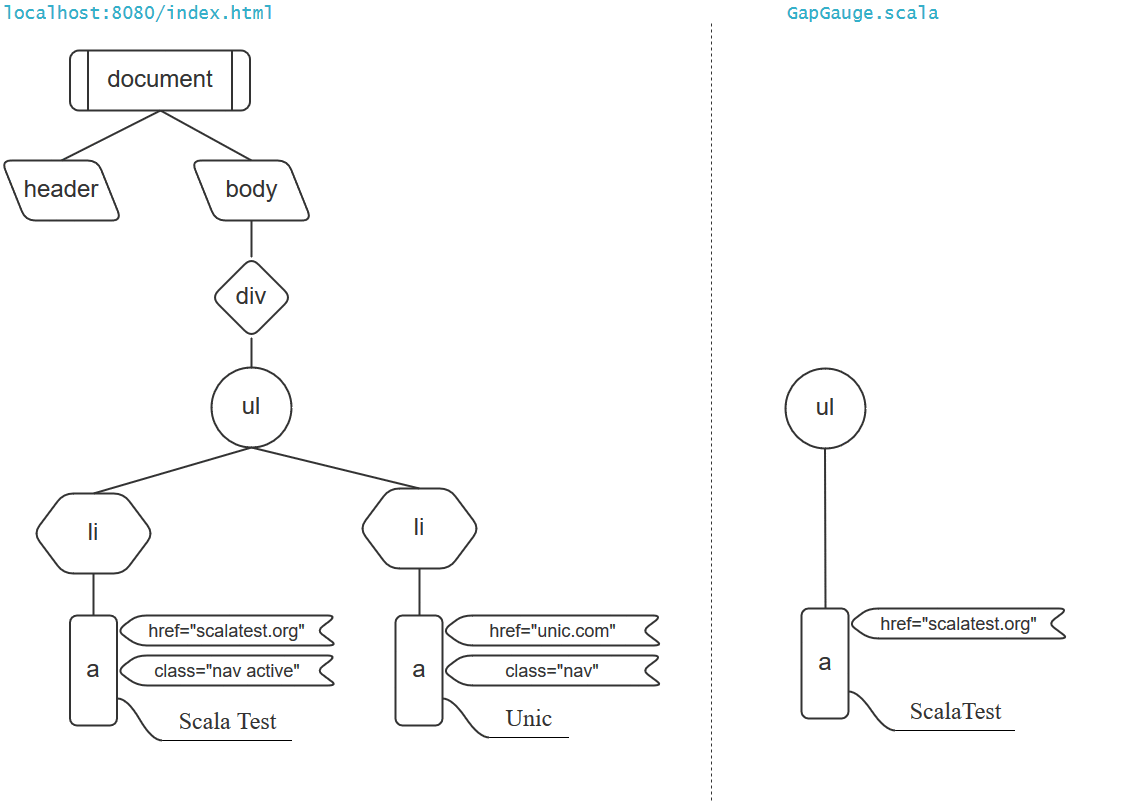 localhost:8080/index.html
GapGauge.scala
document
header
body
div
ul
ul
li
li
a
href="scalatest.org"
class="nav active"
Scala Test
a
href="unic.com"
class="nav"
Unic
a
href="scalatest.org"
ScalaTest